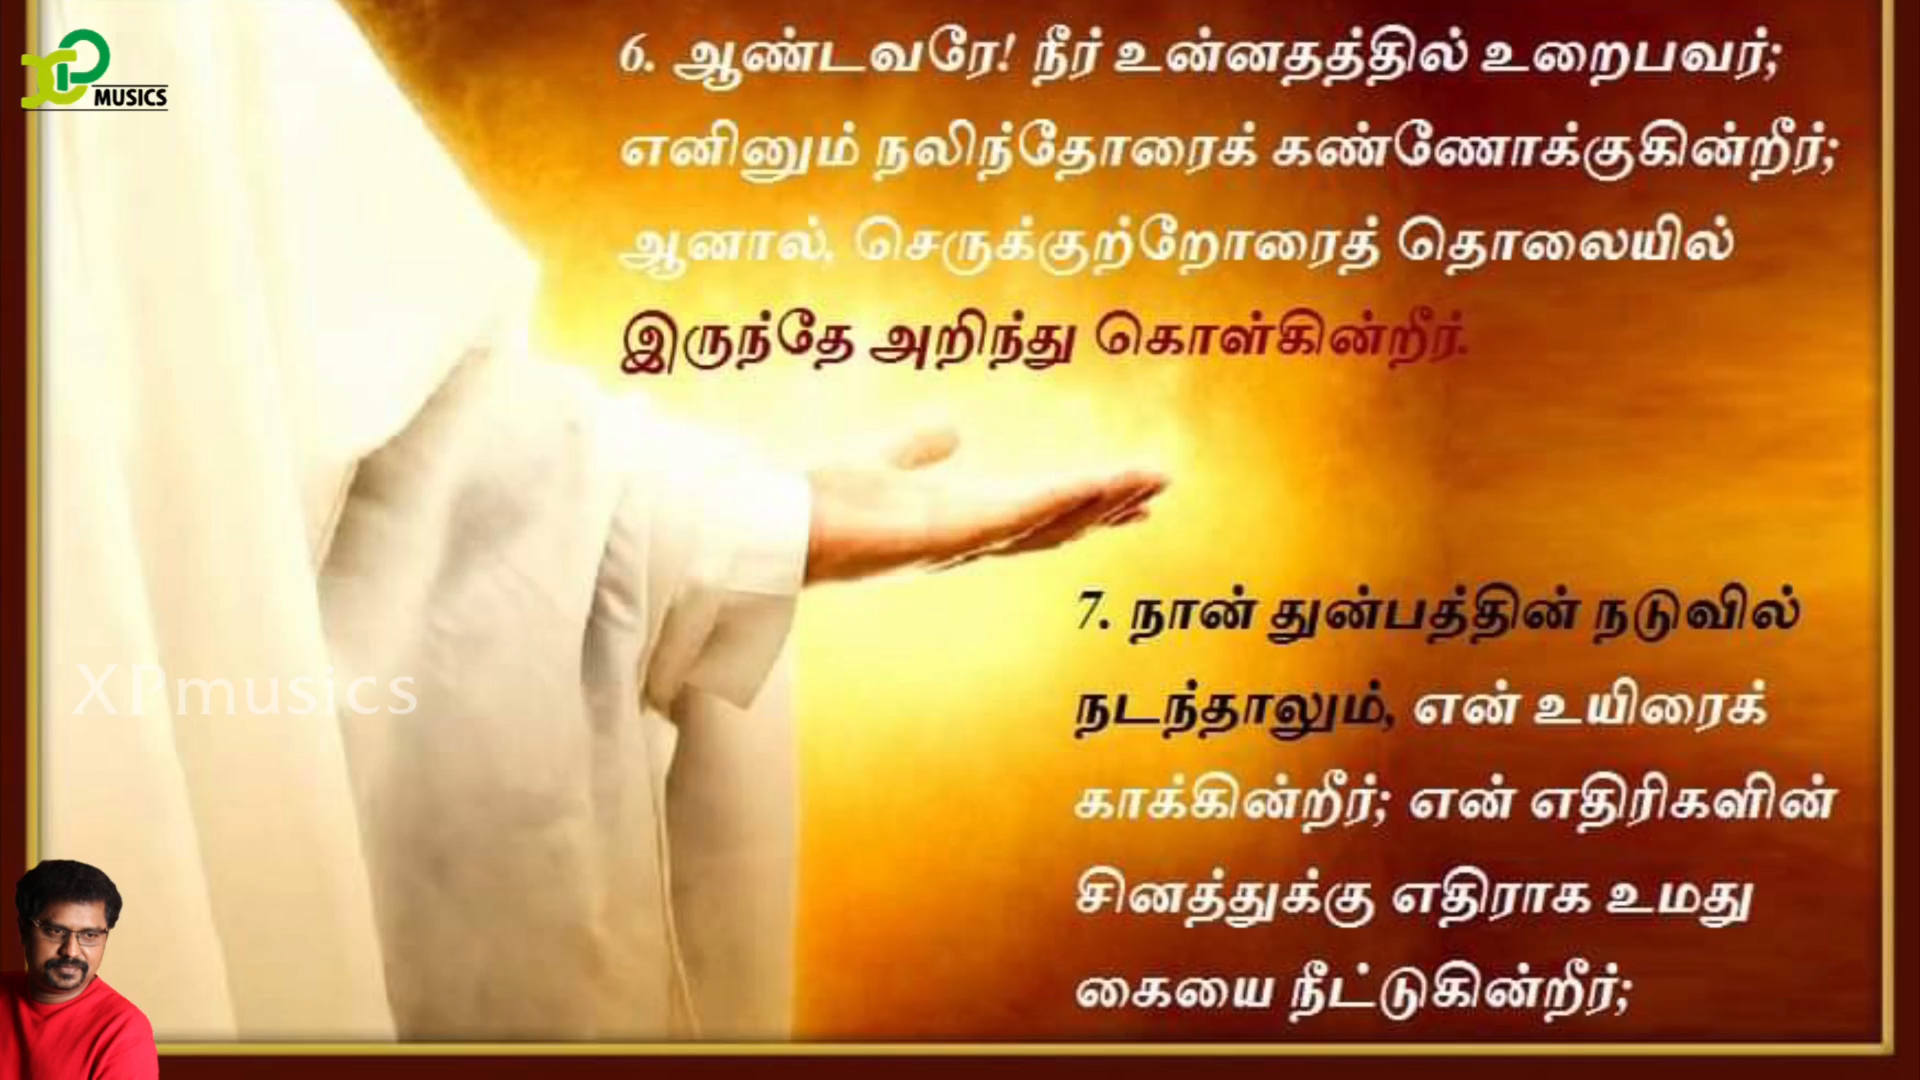 XP MUSICS
6. ஆண்டவரே! நீர் உன்னதத்தில் உறைபவர்;
எனினும் நலிந்தோரைக் கண்ணோக்குகின்றீர்;
ஆனால், செருக்குற்றோரைத் தொலையில்
இருந்தே அறிந்து கொள்கின்றீர்.
7. நான் துன்பத்தின் நடுவில்
நடந்தாலும், என் உயிரைக்
காக்கின்றீர்; என் எதிரிகளின்
சினத்துக்கு எதிராக உமது
கையை நீட்டுகின்றீர்;
XPmusics